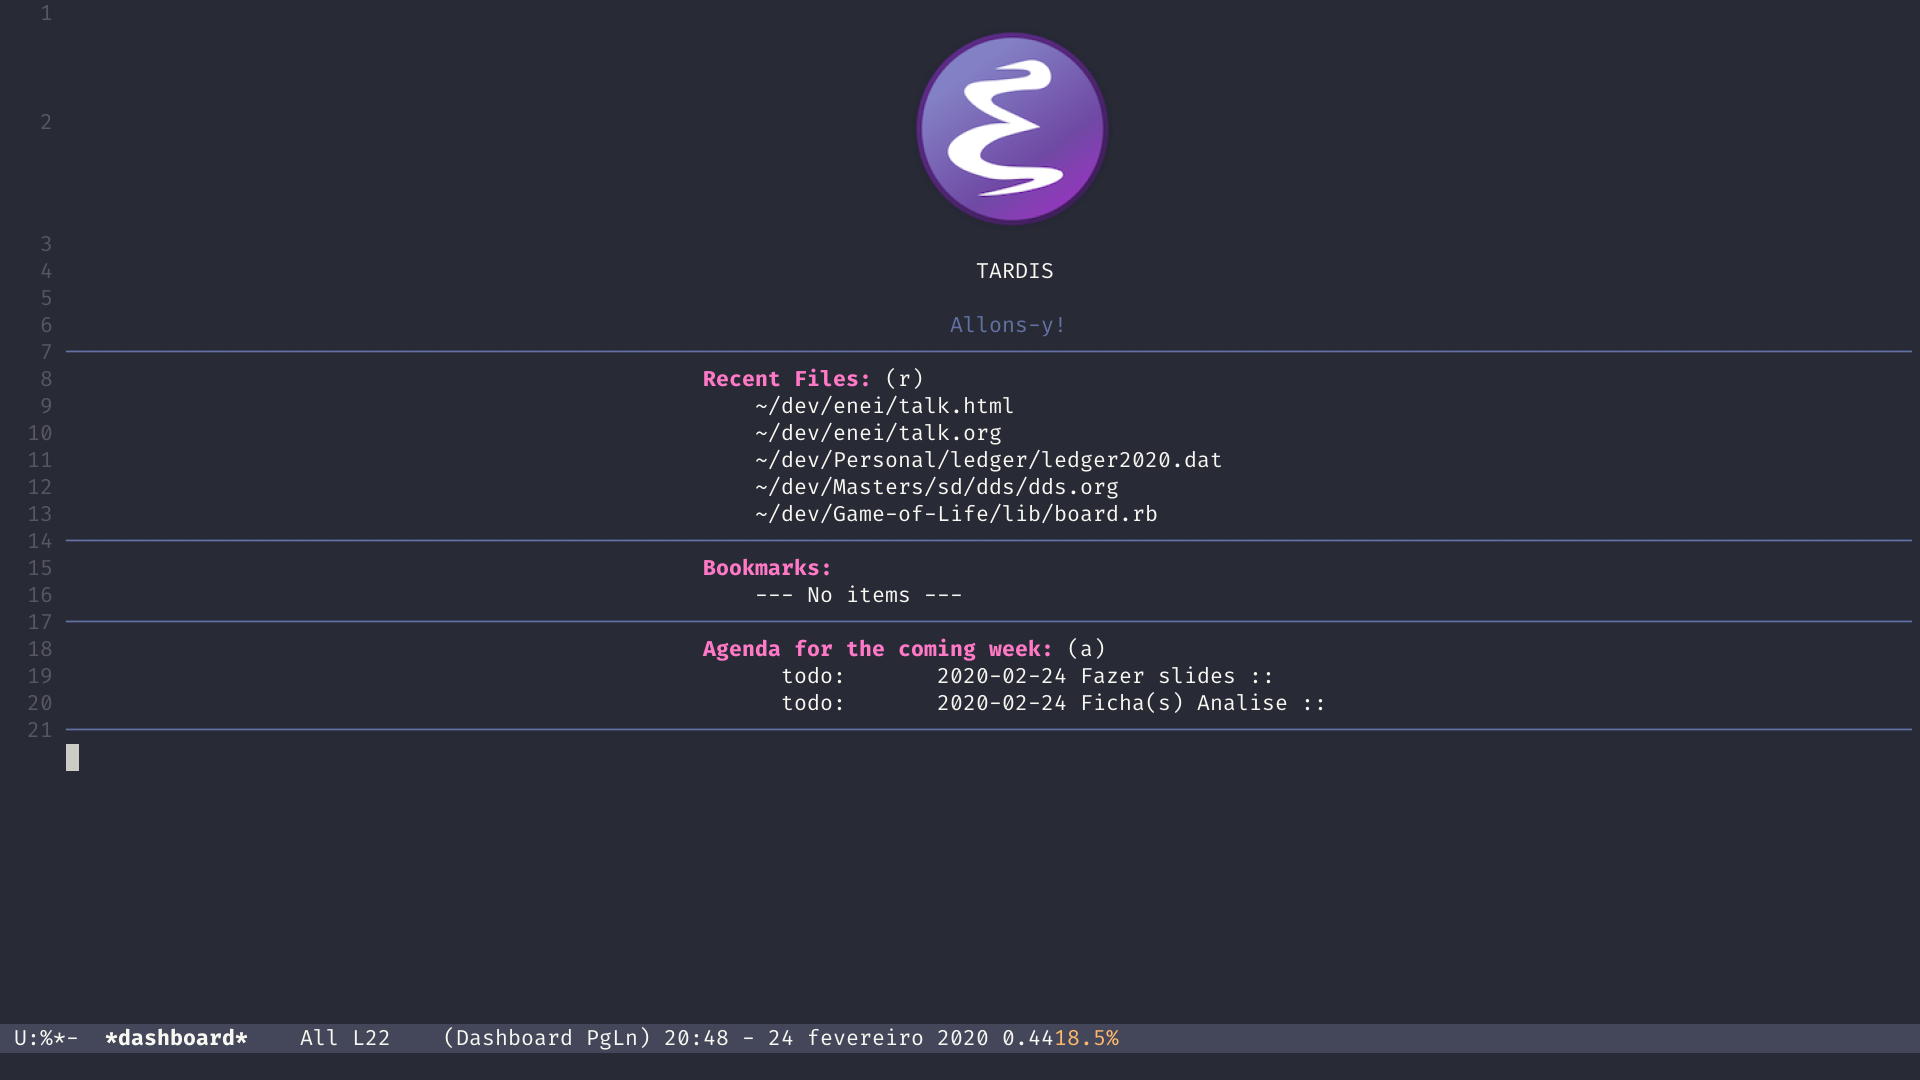 1
2
3
4 TARDIS
5
6 Allons-y!
7
8 Recent Files: (r)
9 ~/dev/enei/talk.html
10 ~/dev/enei/talk.org
11 ~/dev/Personal/ledger/ledger2020.dat
12 ~/dev/Masters/sd/dds/dds.org
13 ~/dev/Game-of-Life/lib/board.rb
14
15 Bookmarks:
16 --- No items ---
17
18 Agenda for the coming week: (a)
19 todo: 2020-02-24 Fazer slides ::
20 todo: 2020-02-24 Ficha(s) Analise ::
21
U:%*- *dashboard* All L22 (Dashboard PgLn) 20:48 - 24 fevereiro 2020 0.4418.5%